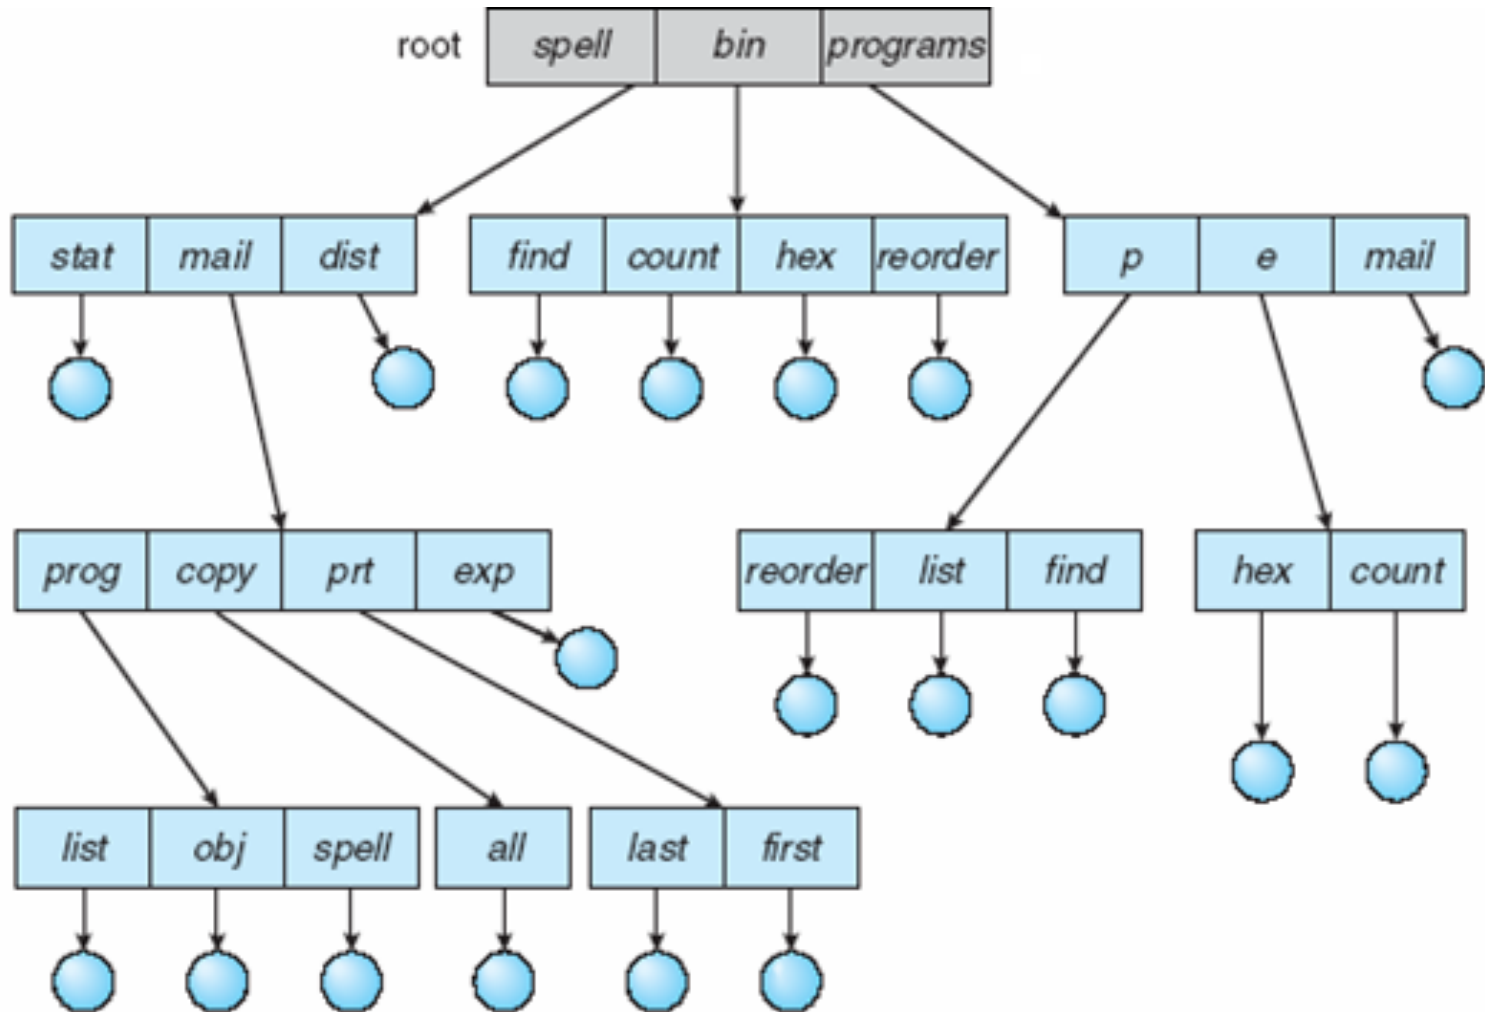 root spell bin programs
stat mail dist find count hex reorder p e mail
prog copy prt exp reorder list find hex count
list obj spell all last first